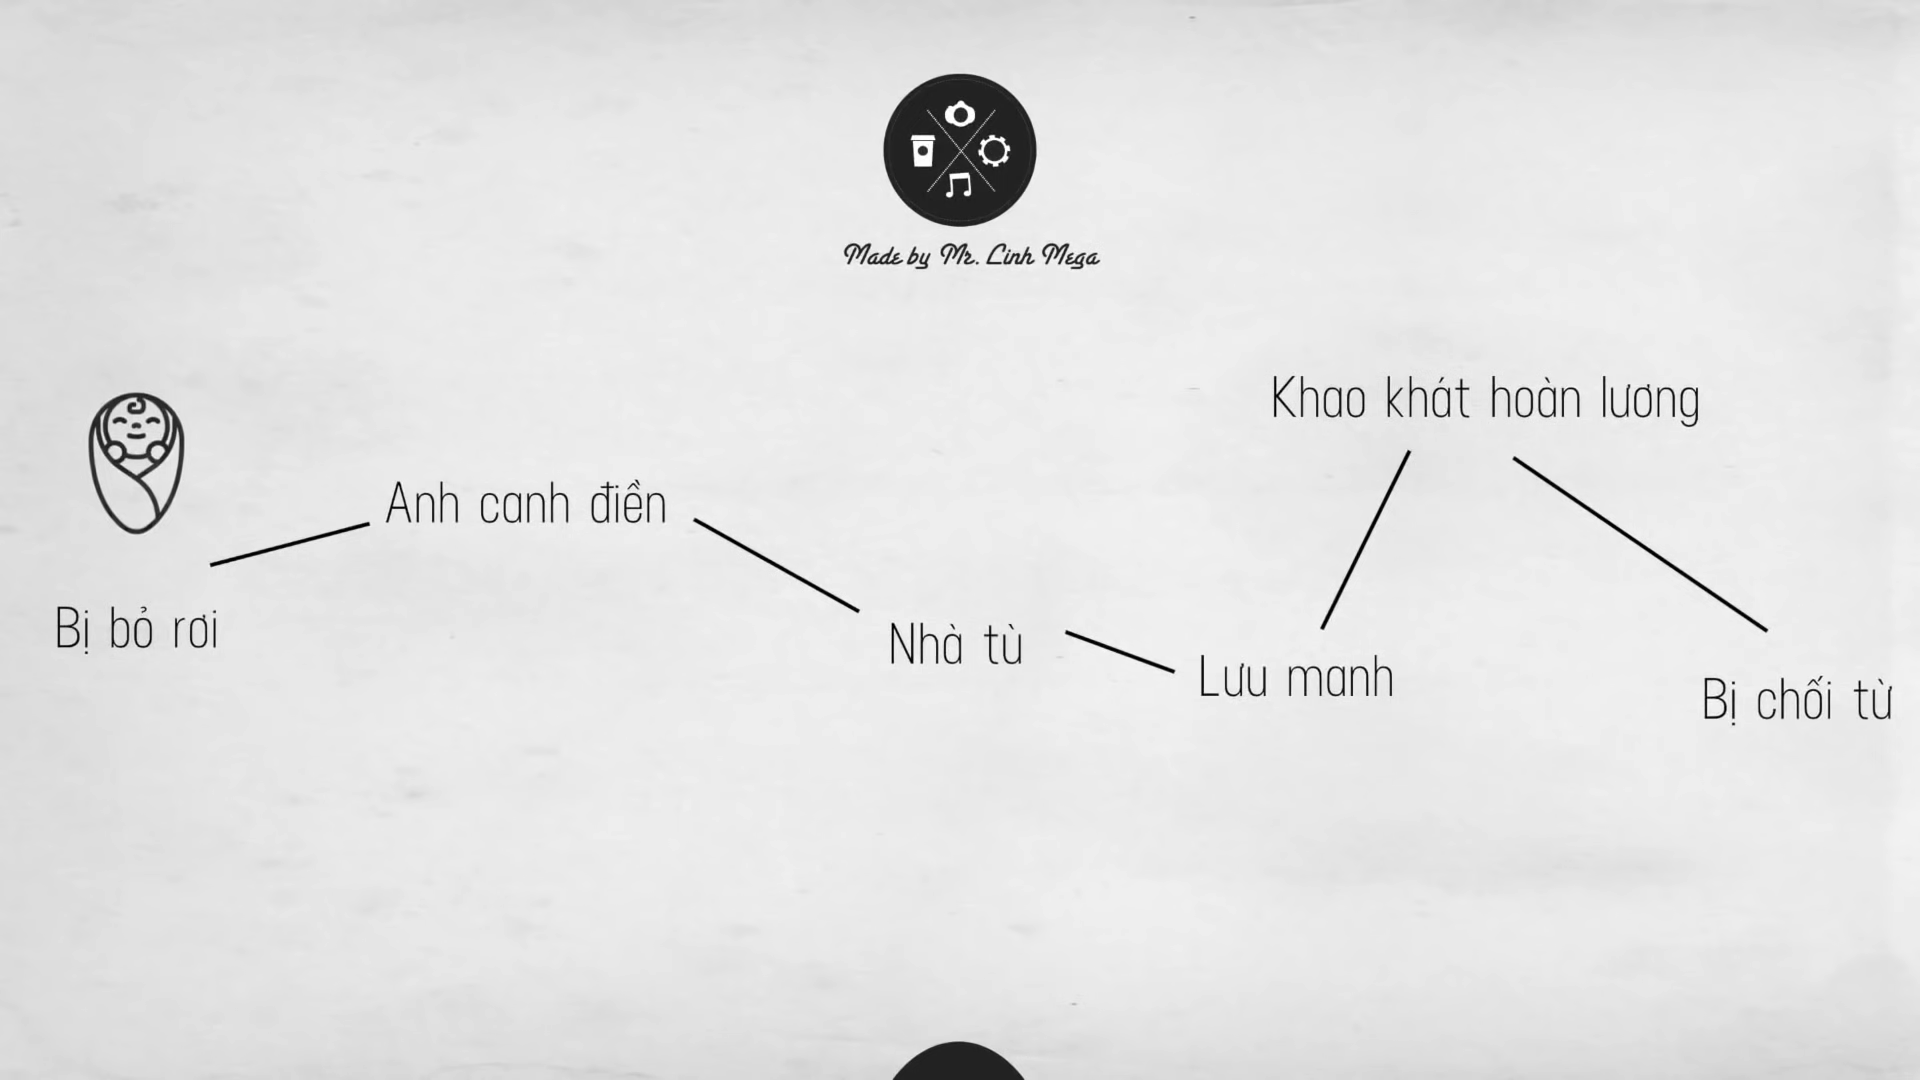 Made by Mr. Linh Mega
Khao khát hoàn lương
Anh canh điền
Bị bỏ rơi
Nhà tù
Lưu manh
Bị chối từ